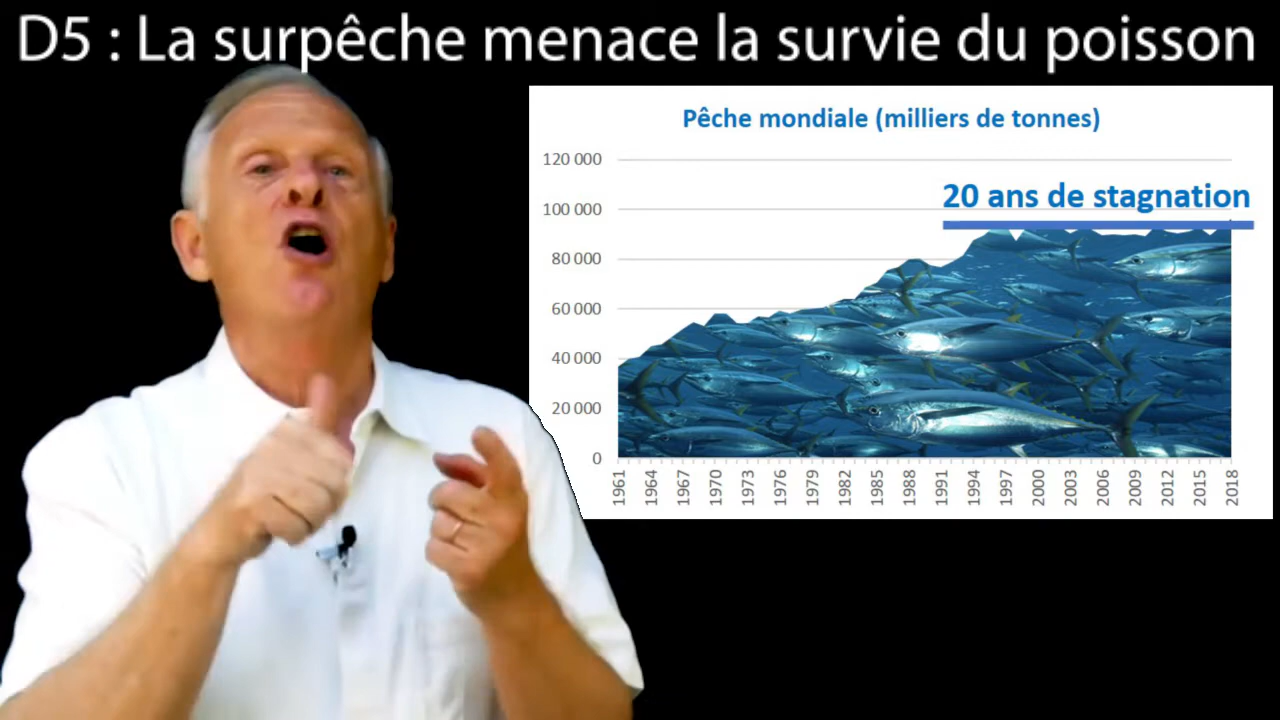 D5 : La surpêche menace la survie du poisson
Pêche mondiale (milliers de tonnes)
120 000
20 ans de stagnation
100 000
80 000
60 000
40 000
20 000
0
1961 1964 1967 1970 1973 1976 1979 1982 1985 1988 1991 1994 1997 2000 2003 2006 2009 2012 2015 2018